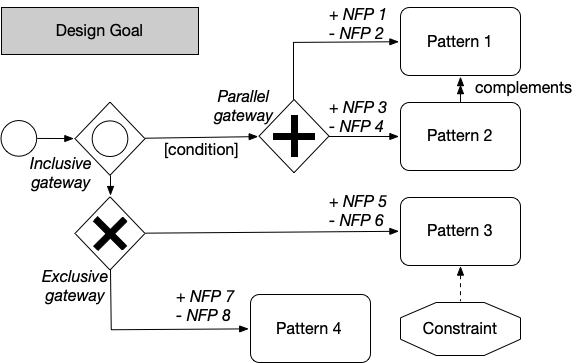 Design Goal
+ NFP 1
- NFP 2
Pattern 1
Parallel
gateway
complements
+ NFP 3
- NFP 4
Pattern 2
[condition]
Inclusive
gateway
+ NFP 5
- NFP 6
Pattern 3
Exclusive
gateway
+ NFP 7
- NFP 8
Pattern 4
Constraint